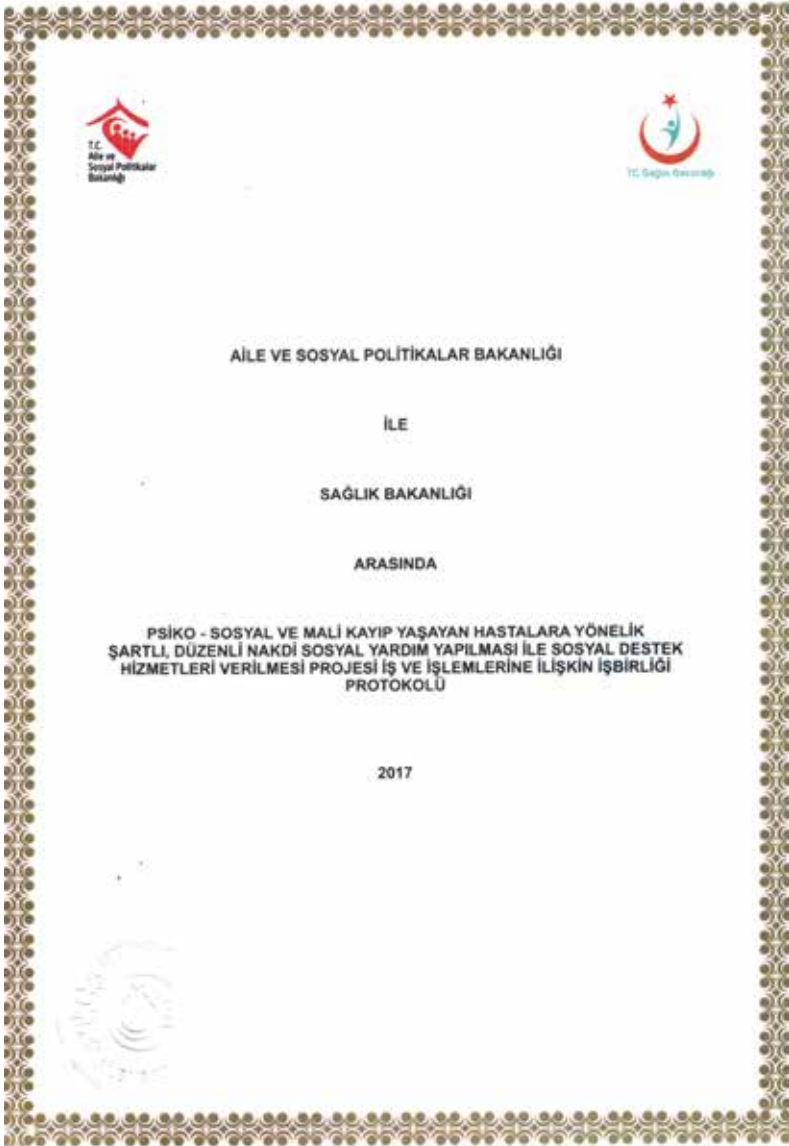 T.C.
Aile ve
Sosyal Politikalar
Bakanlığı
T.C. Sağlık Bakanlığı
AİLE VE SOSYAL POLİTİKALAR BAKANLIĞI
İLE
SAĞLIK BAKANLIĞI
ARASINDA
PSİKO - SOSYAL VE MALİ KAYIP YAŞAYAN HASTALARA YÖNELİK
ŞARTLI, DÜZENLİ NAKDİ SOSYAL YARDIM YAPILMASI İLE SOSYAL DESTEK
HİZMETLERİ VERİLMESİ PROJESİ İŞ VE İŞLEMLERİNE İLİŞKİN İŞBİRLİĞİ
PROTOKOLÜ
2017